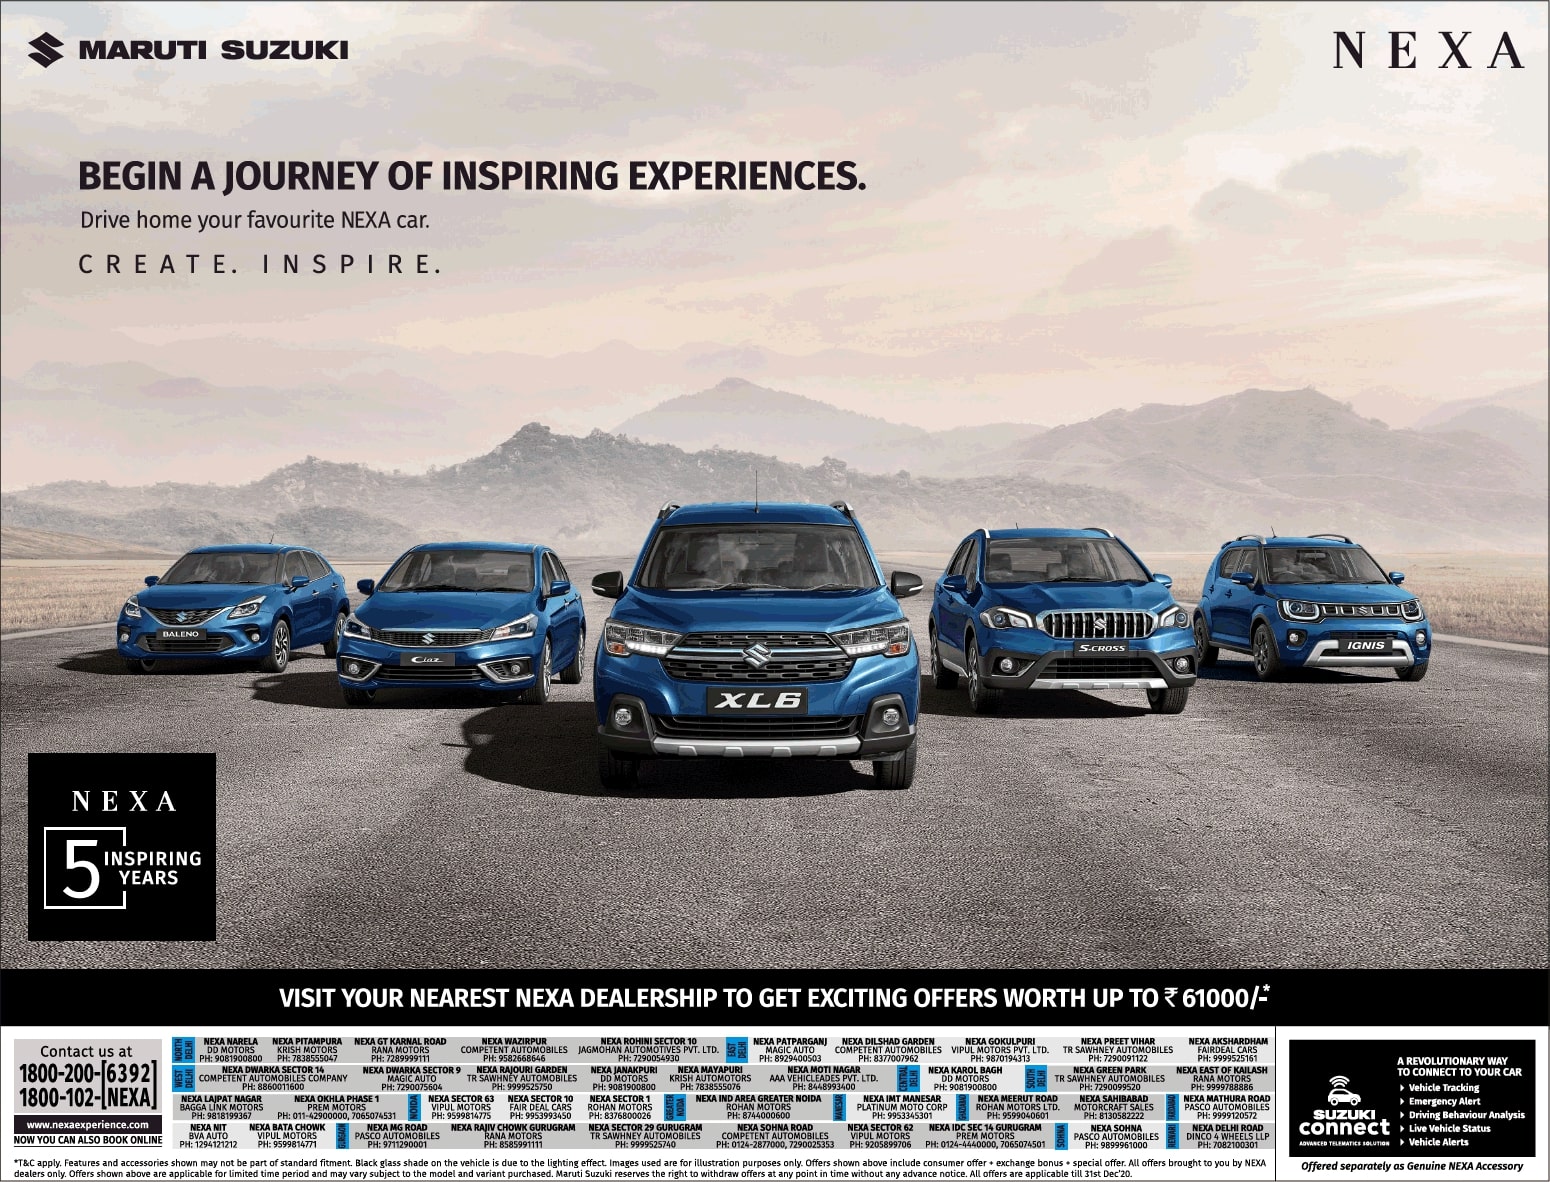 MARUTI SUZUKI
NEXA
BEGIN A JOURNEY OF INSPIRING EXPERIENCES.
Drive home your favourite NEXA car.
CREATE. INSPIRE.
BALENO
Ciaz
XL6
S-CROSS
IGNIS
NEXA
5 INSPIRING
YEARS
VISIT YOUR NEAREST NEXA DEALERSHIP TO GET EXCITING OFFERS WORTH UP TO ₹ 61000/-*
Contact us at
1800-200-[6392]
1800-102-[NEXA]
www.nexaexperience.com
NOW YOU CAN ALSO BOOK ONLINE
NORTH DELHI
NEXA NARELA
DD MOTORS
PH: 9081900800
NEXA PITAMPURA
KRISH MOTORS
PH: 7838555047
NEXA GT KARNAL ROAD
RANA MOTORS
PH: 7289999111
NEXA WAZIRPUR
COMPETENT AUTOMOBILES
PH: 9582668646
NEXA ROHINI SECTOR 10
JAGMOHAN AUTOMOTIVES PVT. LTD.
PH: 7290054930
EAST DELHI
NEXA PATPARGANJ
MAGIC AUTO
PH: 8929400503
NEXA DILSHAD GARDEN
COMPETENT AUTOMOBILES
PH: 8377007962
NEXA GOKULPURI
VIPUL MOTORS PVT. LTD.
PH: 9870194313
NEXA PREET VIHAR
TR SAWHNEY AUTOMOBILES
PH: 7290091122
NEXA AKSHARDHAM
FAIRDEAL CARS
PH: 9999525161
WEST DELHI
NEXA DWARKA SECTOR 14
COMPETENT AUTOMOBILES COMPANY
PH: 8860011600
NEXA DWARKA SECTOR 9
MAGIC AUTO
PH: 7290075604
NEXA RAJOURI GARDEN
TR SAWHNEY AUTOMOBILES
PH: 9999525750
NEXA JANAKPURI
DD MOTORS
PH: 9081900800
NEXA MAYAPURI
KRISH AUTOMOTORS
PH: 7838555076
NEXA MOTI NAGAR
AAA VEHICLEADES PVT. LTD.
PH: 8448993400
CENTRAL DELHI
NEXA KAROL BAGH
DD MOTORS
PH: 9081900800
SOUTH DELHI
NEXA GREEN PARK
TR SAWHNEY AUTOMOBILES
PH: 7290099520
NEXA EAST OF KAILASH
RANA MOTORS
PH: 9999788886
NEXA LAJPAT NAGAR
BAGGA LINK MOTORS
PH: 9818199367
NEXA OKHLA PHASE 1
PREM MOTORS
PH: 011-42900000, 7065074531
NOIDA
NEXA SECTOR 63
VIPUL MOTORS
PH: 9599814775
NEXA SECTOR 10
FAIR DEAL CARS
PH: 9953993450
NEXA SECTOR 1
ROHAN MOTORS
PH: 8376800026
GREATER NOIDA
NEXA IND AREA GREATER NOIDA
ROHAN MOTORS
PH: 8744000600
MANESAR
NEXA IMT MANESAR
PLATINUM MOTO CORP
PH: 9953345301
NEXA MEERUT ROAD
ROHAN MOTORS LTD.
PH: 9599040601
NEXA SAHIBABAD
MOTORCRAFT SALES
PH: 8130582222
NEXA MATHURA ROAD
PASCO AUTOMOBILES
PH: 9999120572
NEXA NIT
BVA AUTO
PH: 1294121212
NEXA BATA CHOWK
VIPUL MOTORS
PH: 9599814771
GURGAON
NEXA MG ROAD
PASCO AUTOMOBILES
PH: 9711290001
NEXA RAJIV CHOWK GURUGRAM
RANA MOTORS
PH: 8585991111
NEXA SECTOR 29 GURUGRAM
TR SAWHNEY AUTOMOBILES
PH: 9999525740
NEXA SOHNA ROAD
COMPETENT AUTOMOBILES
PH: 0124-2877000, 7290025353
NEXA SECTOR 62
VIPUL MOTORS
PH: 9205899706
NEXA IDC SEC 14 GURUGRAM
PREM MOTORS
PH: 0124-4440000, 7065074501
SOHNA
NEXA SOHNA
PASCO AUTOMOBILES
PH: 9899961000
REWARI
NEXA DELHI ROAD
DINCO 4 WHEELS LLP
PH: 7082100301
SUZUKI
connect
ADVANCED TELEMATICS SOLUTION
A REVOLUTIONARY WAY
TO CONNECT TO YOUR CAR
Vehicle Tracking
Emergency Alert
Driving Behaviour Analysis
Live Vehicle Status
Vehicle Alerts
Offered separately as Genuine NEXA Accessory
*T&C apply. Features and accessories shown may not be part of standard fitment. Black glass shade on the vehicle is due to the lighting effect. Images used are for illustration purposes only. Offers shown above include consumer offer + exchange bonus + special offer. All offers brought to you by NEXA
dealers only. Offers shown above are applicable for limited time period and may vary subject to the model and variant purchased. Maruti Suzuki reserves the right to withdraw offers at any point in time without any advance notice. All offers are applicable till 31st Dec'20.